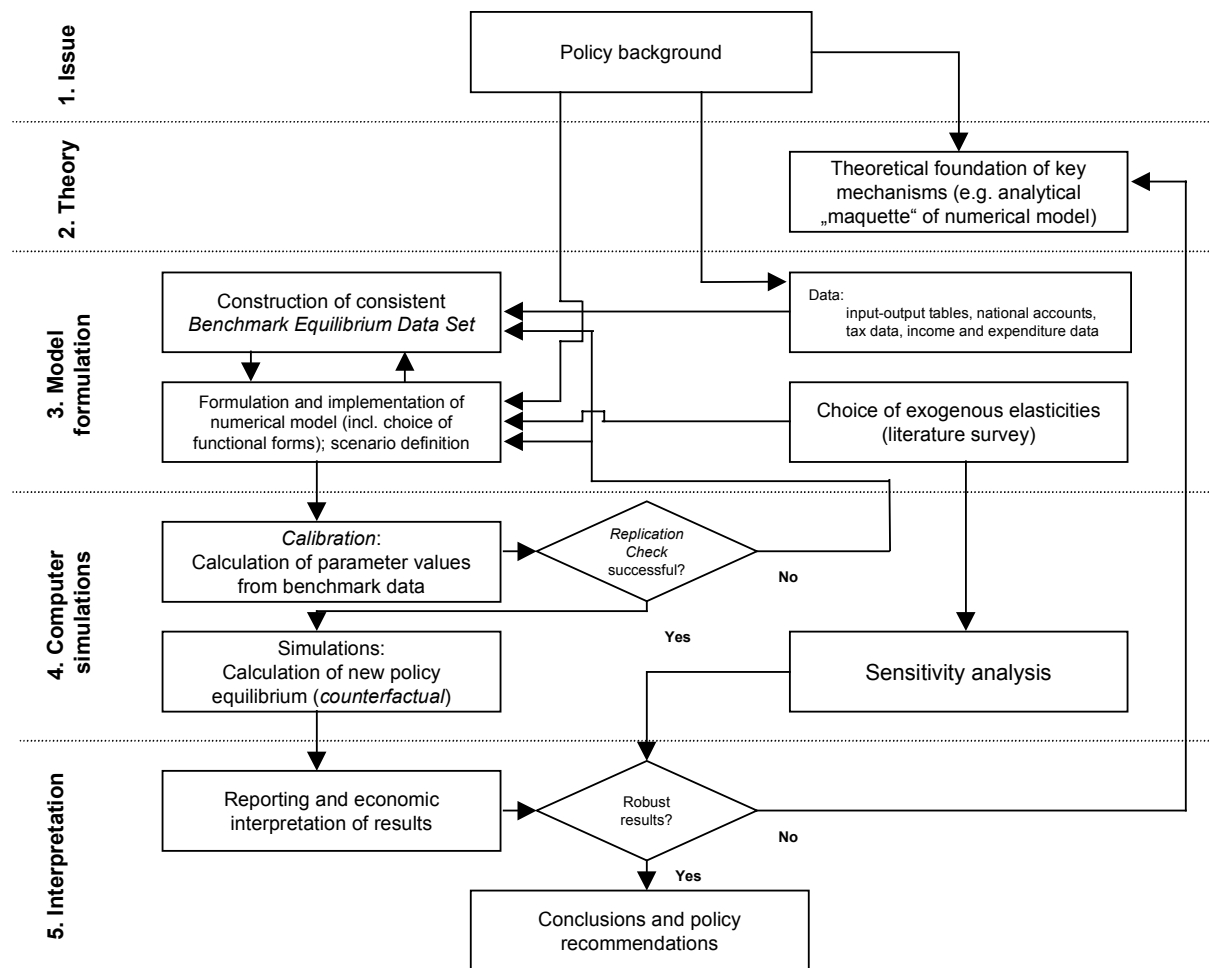 1. Issue
Policy background
2. Theory
Theoretical foundation of key
mechanisms (e.g. analytical
„maquette“ of numerical model)
3. Model
formulation
Construction of consistent
Benchmark Equilibrium Data Set
Data:
input-output tables, national accounts,
tax data, income and expenditure data
Formulation and implementation of
numerical model (incl. choice of
functional forms); scenario definition
Choice of exogenous elasticities
(literature survey)
4. Computer
simulations
Calibration:
Calculation of parameter values
from benchmark data
Replication
Check
successful?
No
Yes
Simulations:
Calculation of new policy
equilibrium (counterfactual)
Sensitivity analysis
5. Interpretation
Reporting and economic
interpretation of results
Robust
results?
No
Yes
Conclusions and policy
recommendations